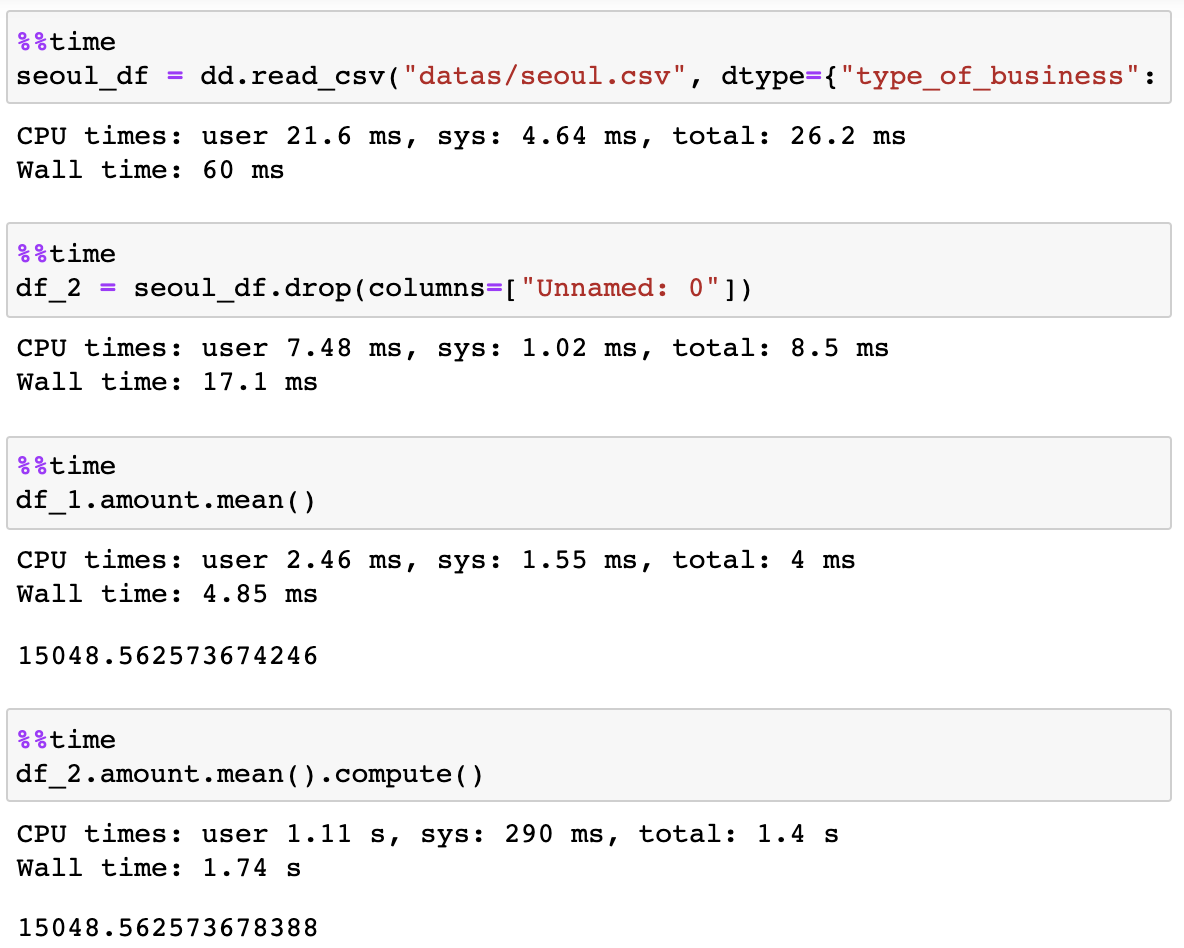 %%time
seoul_df = dd.read_csv("datas/seoul.csv", dtype={"type_of_business":
CPU times: user 21.6 ms, sys: 4.64 ms, total: 26.2 ms
Wall time: 60 ms
%%time
df_2 = seoul_df.drop(columns=["Unnamed: 0"])
CPU times: user 7.48 ms, sys: 1.02 ms, total: 8.5 ms
Wall time: 17.1 ms
%%time
df_1.amount.mean()
CPU times: user 2.46 ms, sys: 1.55 ms, total: 4 ms
Wall time: 4.85 ms
15048.562573674246
%%time
df_2.amount.mean().compute()
CPU times: user 1.11 s, sys: 290 ms, total: 1.4 s
Wall time: 1.74 s
15048.562573678388